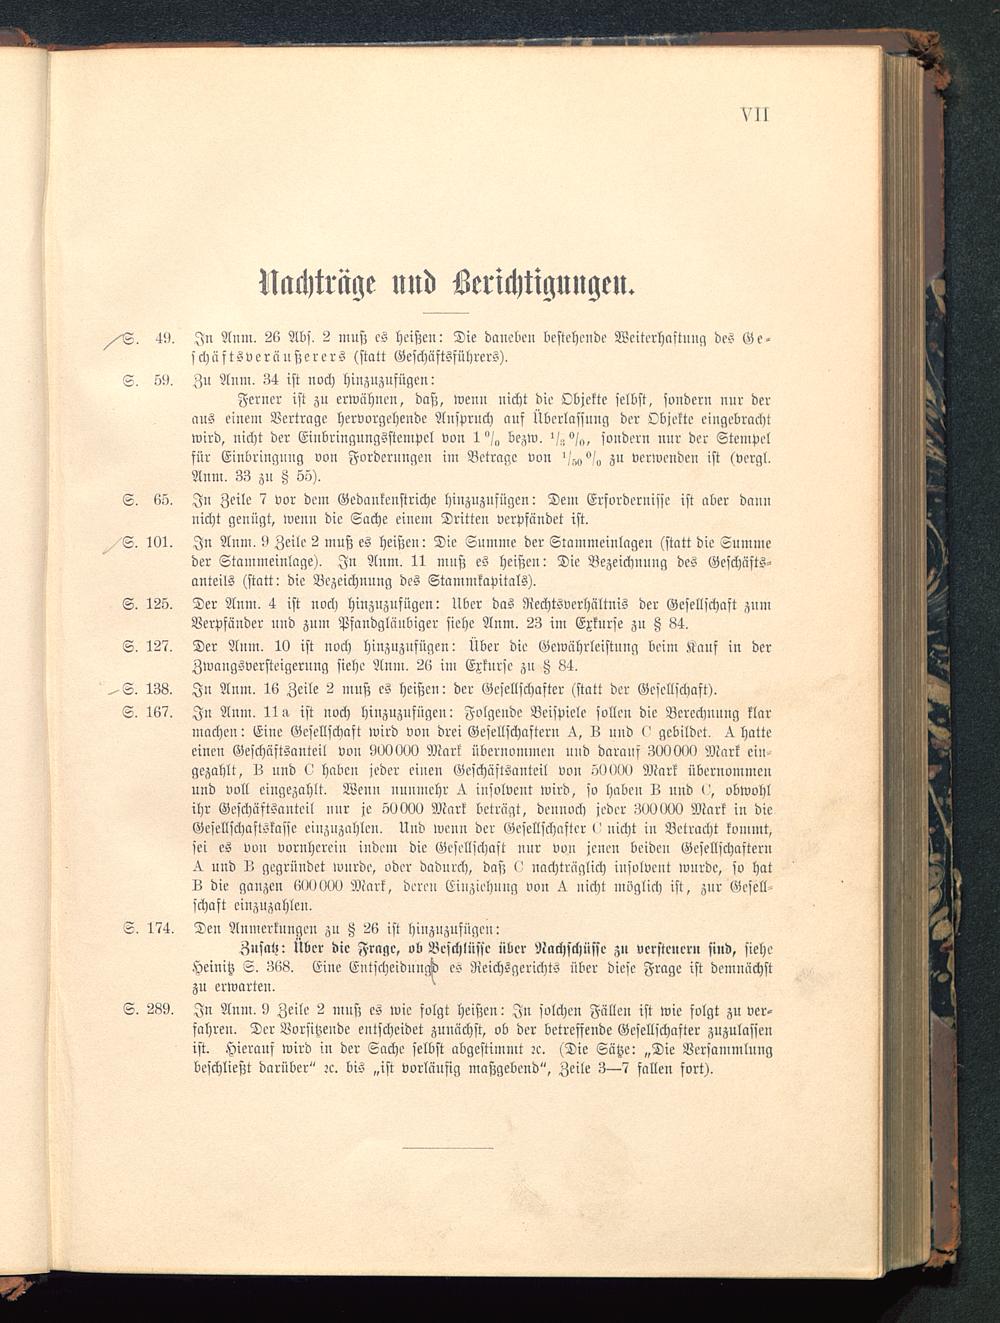 VII
Nachträge und Berichtigungen.
S. 49. In Anm. 26 Abs. 2 muß es heißen: Die daneben bestehende Weiterhaftung des Ge-
schäftsveräußerers (statt Geschäftsführers).
S. 59. Zu Anm. 34 ist noch hinzuzufügen:
Ferner ist zu erwähnen, daß, wenn nicht die Objekte selbst, sondern nur der
aus einem Vertrage hervorgehende Anspruch auf Überlassung der Objekte eingebracht
wird, nicht der Einbringungsstempel von 1 % bezw. 1/3 %, sondern nur der Stempel
für Einbringung von Forderungen im Betrage von 1/50 % zu verwenden ist (vergl.
Anm. 33 zu § 55).
S. 65. In Zeile 7 vor dem Gedankenstriche hinzuzufügen: Dem Erfordernisse ist aber dann
nicht genügt, wenn die Sache einem Dritten verpfändet ist.
S. 101. In Anm. 9 Zeile 2 muß es heißen: Die Summe der Stammeinlagen (statt die Summe
der Stammeinlage). In Anm. 11 muß es heißen: Die Bezeichnung des Geschäfts-
anteils (statt: die Bezeichnung des Stammkapitals).
S. 125. Der Anm. 4 ist noch hinzuzufügen: Über das Rechtsverhältnis der Gesellschaft zum
Verpfänder und zum Pfandgläubiger siehe Anm. 23 im Exkurse zu § 84.
S. 127. Der Anm. 10 ist noch hinzuzufügen: Über die Gewährleistung beim Kauf in der
Zwangsversteigerung siehe Anm. 26 im Exkurse zu § 84.
S. 138. In Anm. 16 Zeile 2 muß es heißen: der Gesellschafter (statt der Gesellschaft).
S. 167. In Anm. 11a ist noch hinzuzufügen: Folgende Beispiele sollen die Berechnung klar
machen: Eine Gesellschaft wird von drei Gesellschaftern A, B und C gebildet. A hatte
einen Geschäftsanteil von 900000 Mark übernommen und darauf 300000 Mark ein-
gezahlt, B und C haben jeder einen Geschäftsanteil von 50000 Mark übernommen
und voll eingezahlt. Wenn nunmehr A insolvent wird, so haben B und C, obwohl
ihr Geschäftsanteil nur je 50000 Mark beträgt, dennoch jeder 300000 Mark in die
Gesellschaftskasse einzuzahlen. Und wenn der Gesellschafter C nicht in Betracht kommt,
sei es von vornherein indem die Gesellschaft nur von jenen beiden Gesellschaftern
A und B gegründet wurde, oder dadurch, daß C nachträglich insolvent wurde, so hat
B die ganzen 600000 Mark, deren Einziehung von A nicht möglich ist, zur Gesell-
schaft einzuzahlen.
S. 174. Den Anmerkungen zu § 26 ist hinzuzufügen:
Zusatz: Über die Frage, ob Beschlüsse über Nachschüsse zu versteuern sind, siehe
Heinitz S. 368. Eine Entscheidungd es Reichsgerichts über diese Frage ist demnächst
zu erwarten.
S. 289. In Anm. 9 Zeile 2 muß es wie folgt heißen: In solchen Fällen ist wie folgt zu ver-
fahren. Der Vorsitzende entscheidet zunächst, ob der betreffende Gesellschafter zuzulassen
ist. Hierauf wird in der Sache selbst abgestimmt ꝛc. (Die Sätze: „Die Versammlung
beschließt darüber“ ꝛc. bis „ist vorläufig maßgebend“, Zeile 3—7 fallen fort).